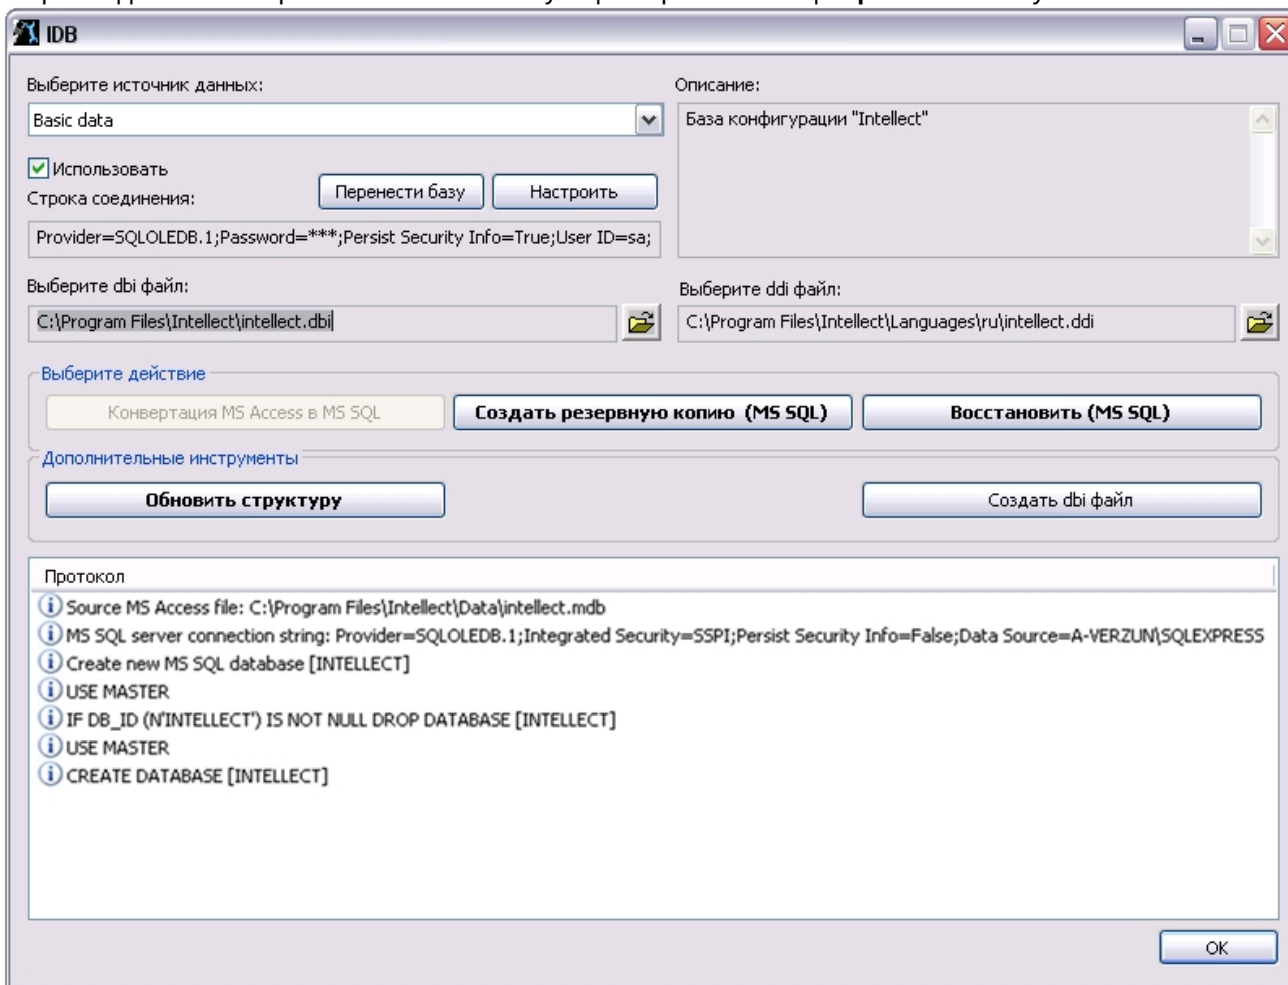 IDB
Выберите источник данных:
Описание:
Basic data
База конфигурации "Intellect"
Использовать
Строка соединения:
Перенести базу
Настроить
Provider=SQLOLEDB.1;Password=***;Persist Security Info=True;User ID=sa;
Выберите dbi файл:
Выберите ddi файл:
C:\Program Files\Intellect\intellect.dbi
C:\Program Files\Intellect\Languages\ru\intellect.ddi
Выберите действие
Конвертация MS Access в MS SQL
Создать резервную копию (MS SQL)
Восстановить (MS SQL)
Дополнительные инструменты
Обновить структуру
Создать dbi файл
Протокол
Source MS Access file: C:\Program Files\Intellect\Data\intellect.mdb
MS SQL server connection string: Provider=SQLOLEDB.1;Integrated Security=SSPI;Persist Security Info=False;Data Source=A-VERZUN\SQLEXPRESS
Create new MS SQL database [INTELLECT]
USE MASTER
IF DB_ID (N'INTELLECT') IS NOT NULL DROP DATABASE [INTELLECT]
USE MASTER
CREATE DATABASE [INTELLECT]
OK